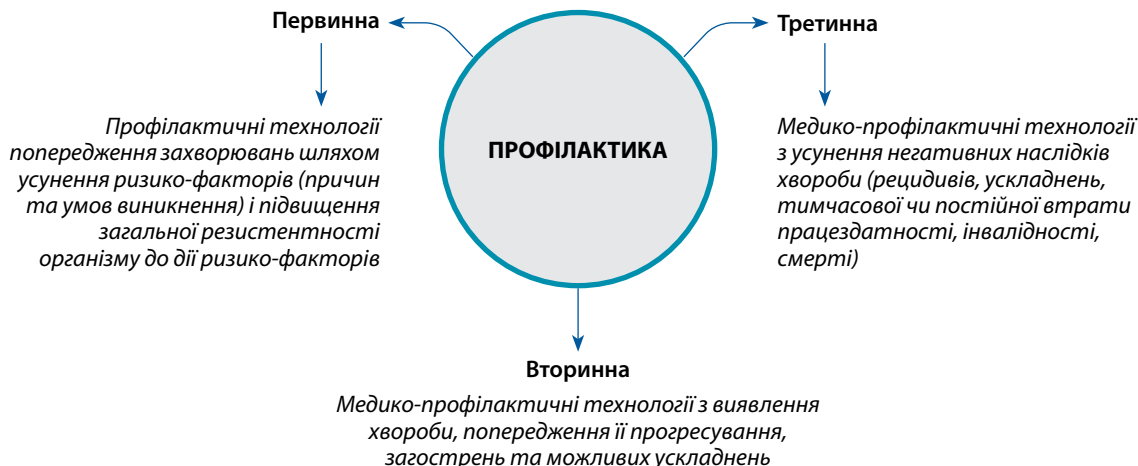 Первинна
Профілактичні технології
попередження захворювань шляхом
усунення ризико-факторів (причин
та умов виникнення) і підвищення
загальної резистентності
організму до дії ризико-факторів
ПРОФІЛАКТИКА
Третинна
Медико-профілактичні технології
з усунення негативних наслідків
хвороби (рецидивів, ускладнень,
тимчасової чи постійної втрати
працездатності, інвалідності,
смерті)
Вторинна
Медико-профілактичні технології з виявлення
хвороби, попередження її прогресування,
загострень та можливих ускладнень